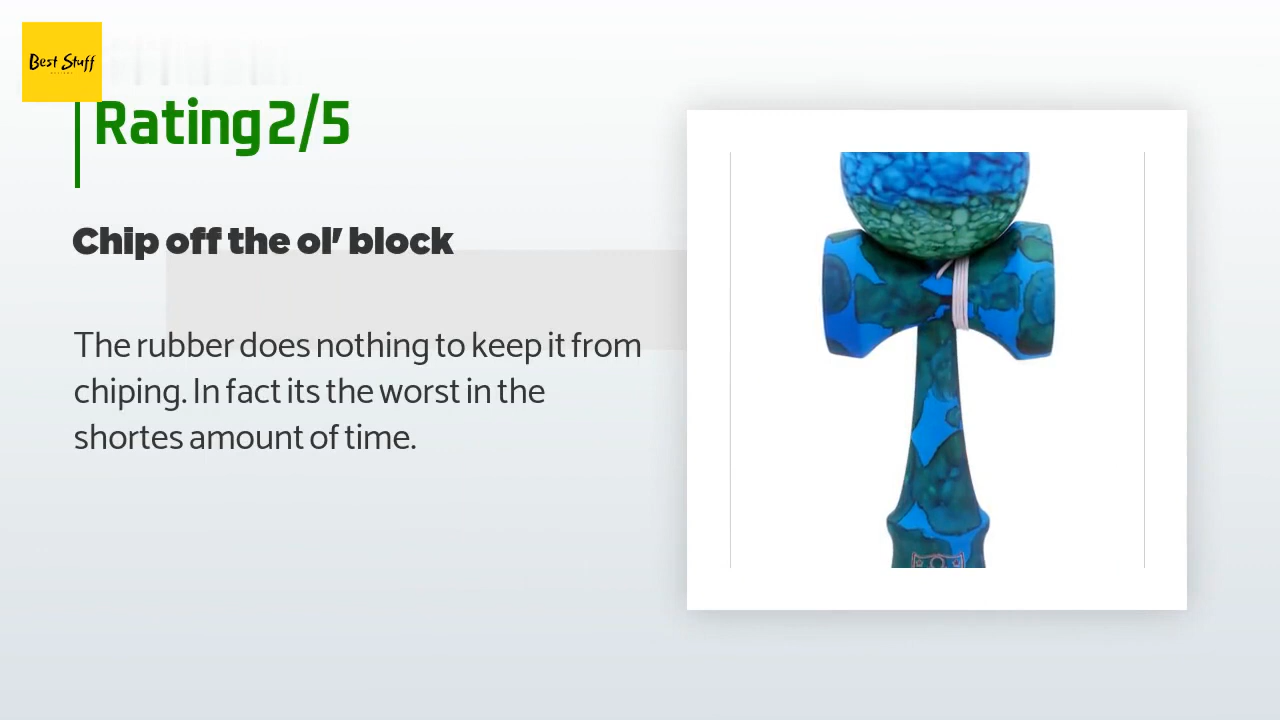 Best Stuff
Rating 2/5
Chip off the ol' block
The rubber does nothing to keep it from
chiping. In fact its the worst in the
shortes amount of time.